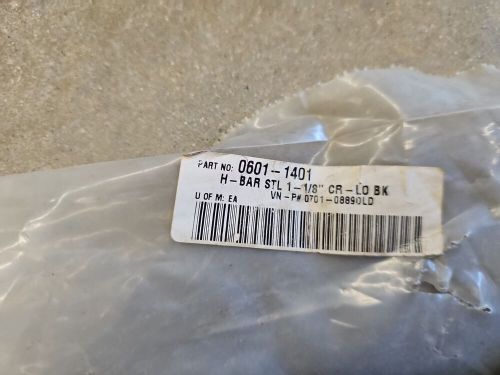 PART NO: 0601-1401
H-BAR STL 1-1/8" CR-LO BK
U OF M: EA VN-P# 0701-0889OLD